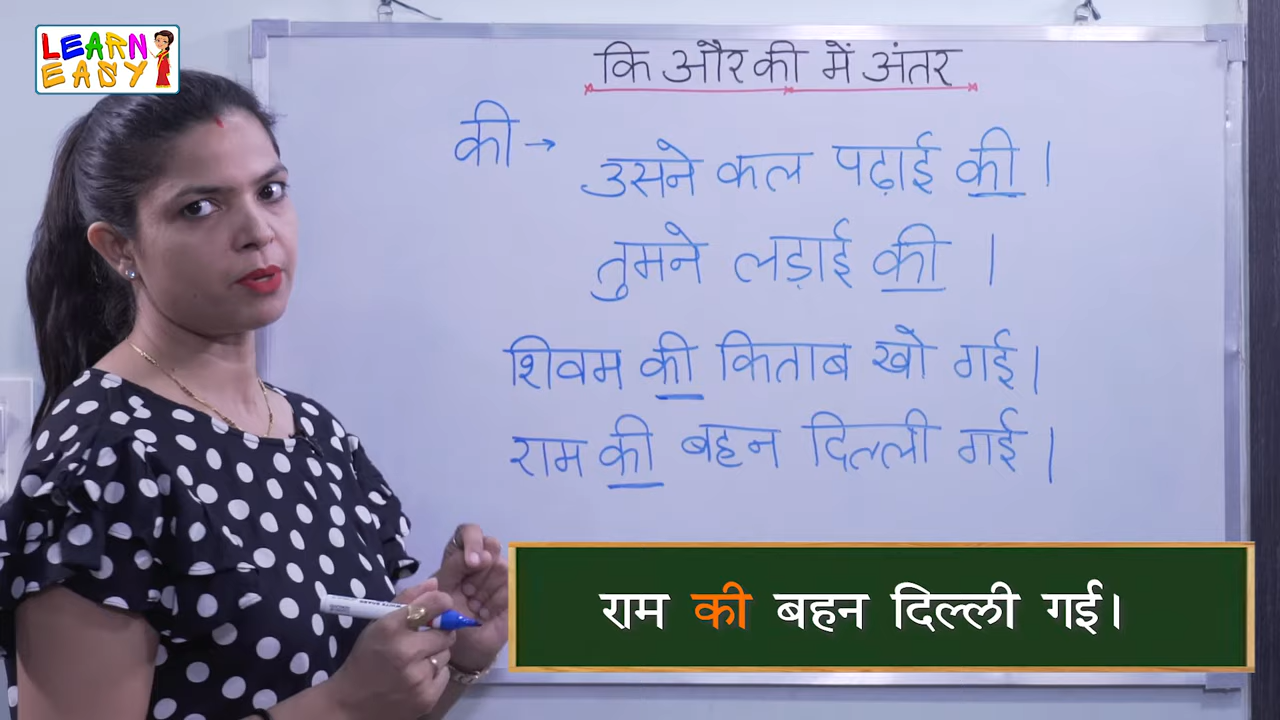 LEARN
EASY
कि और की में अंतर
की → उसने कल पढ़ाई की ।
तुमने लड़ाई की ।
शिवम की किताब खो गई।
राम की बहन दिल्ली गई।
राम की बहन दिल्ली गई।